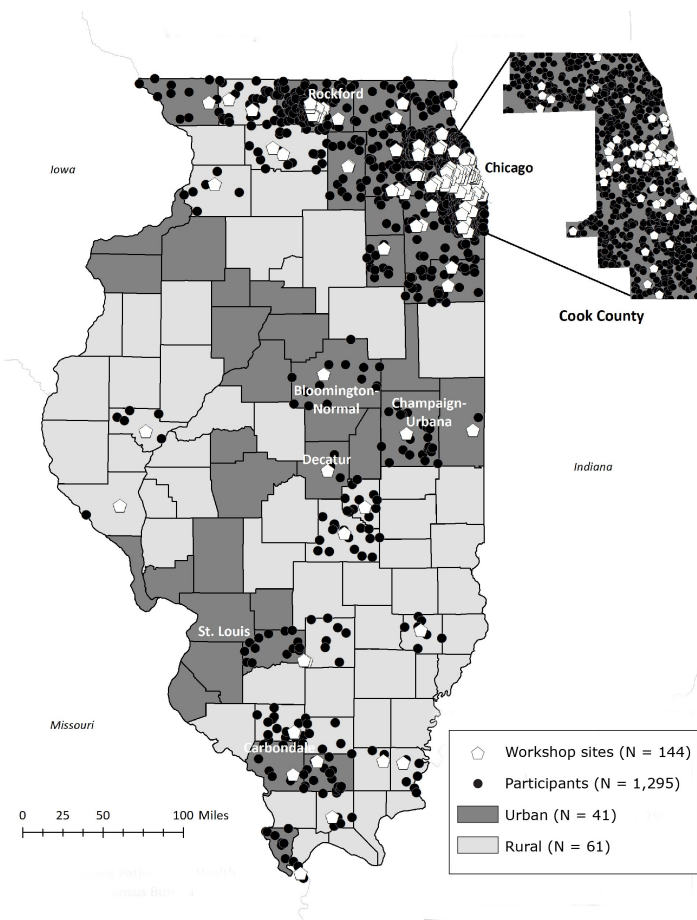 Rockford
Iowa
Chicago
Cook County
Bloomington-
Normal
Champaign-
Urbana
Decatur
Indiana
St. Louis
Missouri
Carbondale
Workshop sites (N = 144)
Participants (N = 1,295)
Urban (N = 41)
Rural (N = 61)
0 25 50 100 Miles